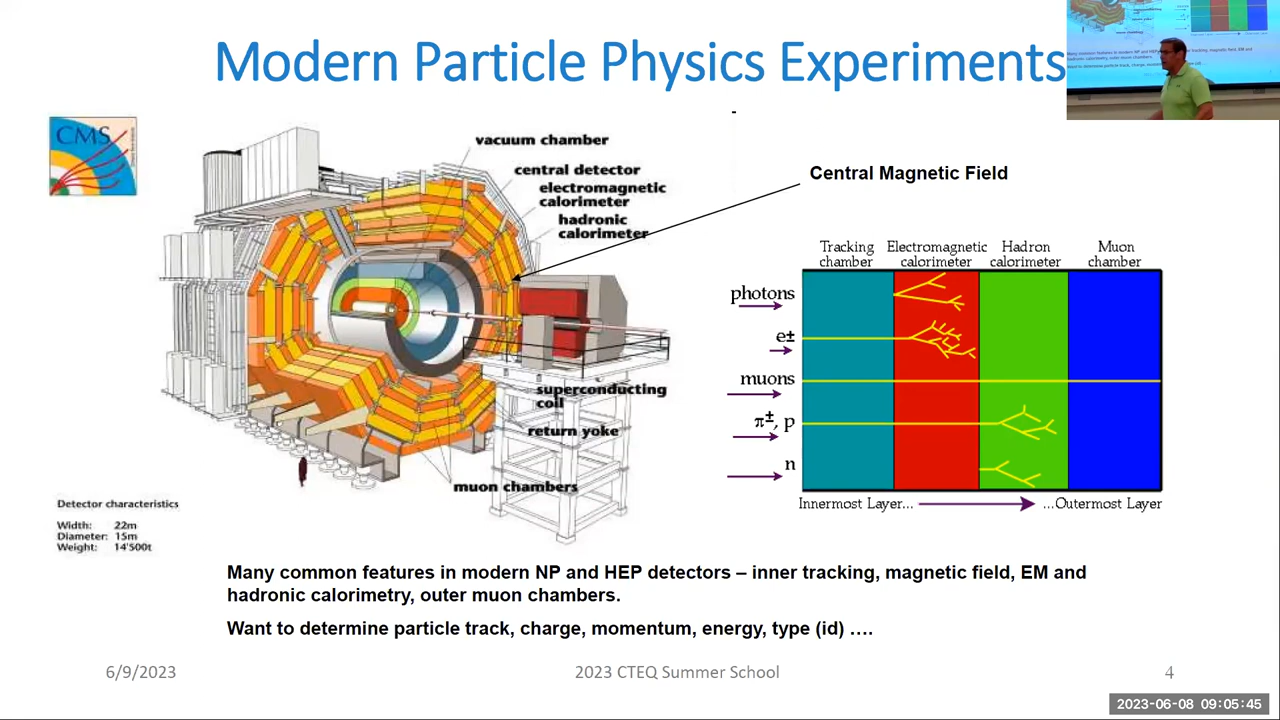 Modern Particle Physics Experiments
CMS
vacuum chamber
central detector
electromagnetic
calorimeter
hadronic
calorimeter
Central Magnetic Field
superconducting
coil
return yoke
muon chambers
Detector characteristics
Width: 22m
Diameter: 15m
Weight: 14'500t
Tracking
chamber
Electromagnetic
calorimeter
Hadron
calorimeter
Muon
chamber
photons
e±
muons
π±, p
n
Innermost Layer...
...Outermost Layer
Many common features in modern NP and HEP detectors – inner tracking, magnetic field, EM and
hadronic calorimetry, outer muon chambers.
Want to determine particle track, charge, momentum, energy, type (id) ….
6/9/2023
2023 CTEQ Summer School
4
2023-06-08 09:05:45